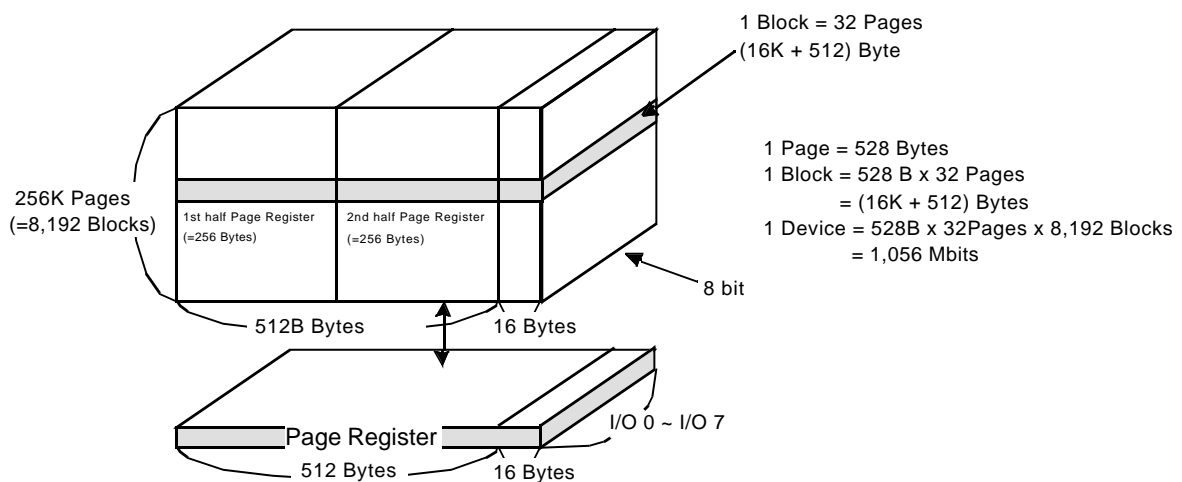 1 Block = 32 Pages
(16K + 512) Byte
1 Page = 528 Bytes
1 Block = 528 B x 32 Pages
= (16K + 512) Bytes
1 Device = 528B x 32Pages x 8,192 Blocks
= 1,056 Mbits
256K Pages
(=8,192 Blocks)
1st half Page Register
(=256 Bytes)
2nd half Page Register
(=256 Bytes)
8 bit
512B Bytes
16 Bytes
Page Register
I/O 0 ~ I/O 7
512 Bytes
16 Bytes